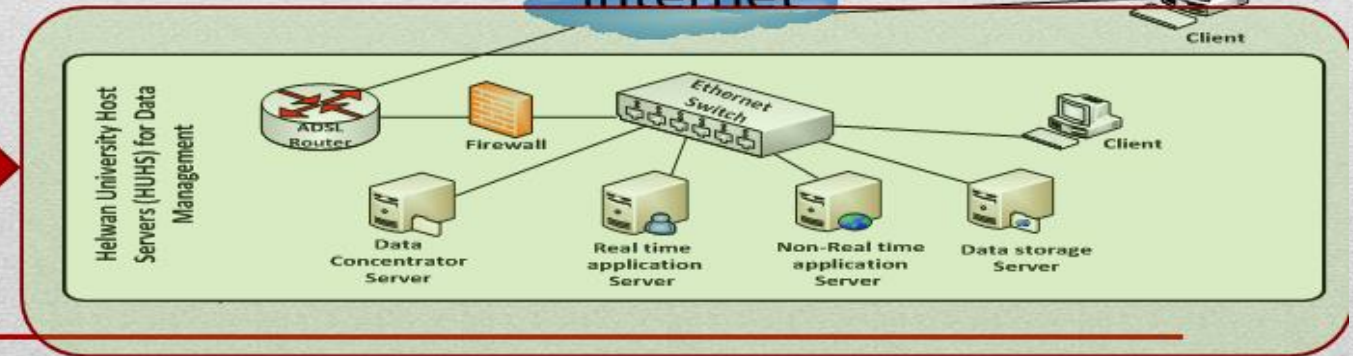 Internet
Client
Helwan University Host
Servers (HUHS) for Data
Management
ADSL
Router
Firewall
Ethernet
Switch
Client
Data
Concentrator
Server
Real time
application
Server
Non-Real time
application
Server
Data storage
Server